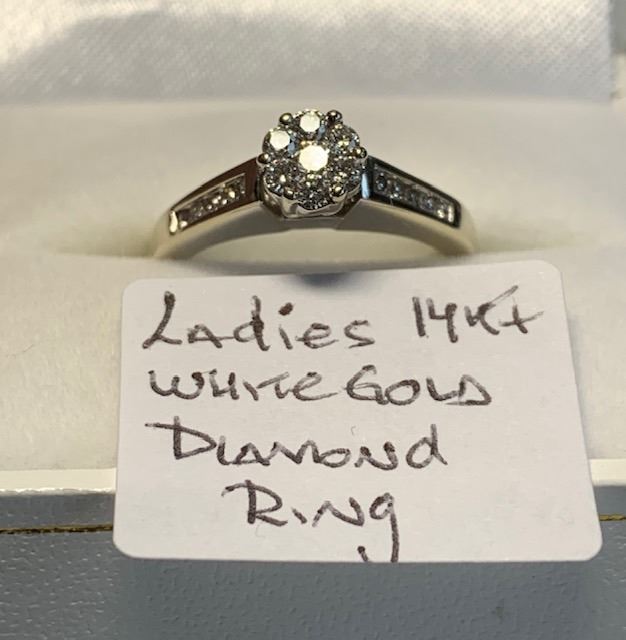 Ladies 14Kt
WHITE GOLD
DIAMOND
RING